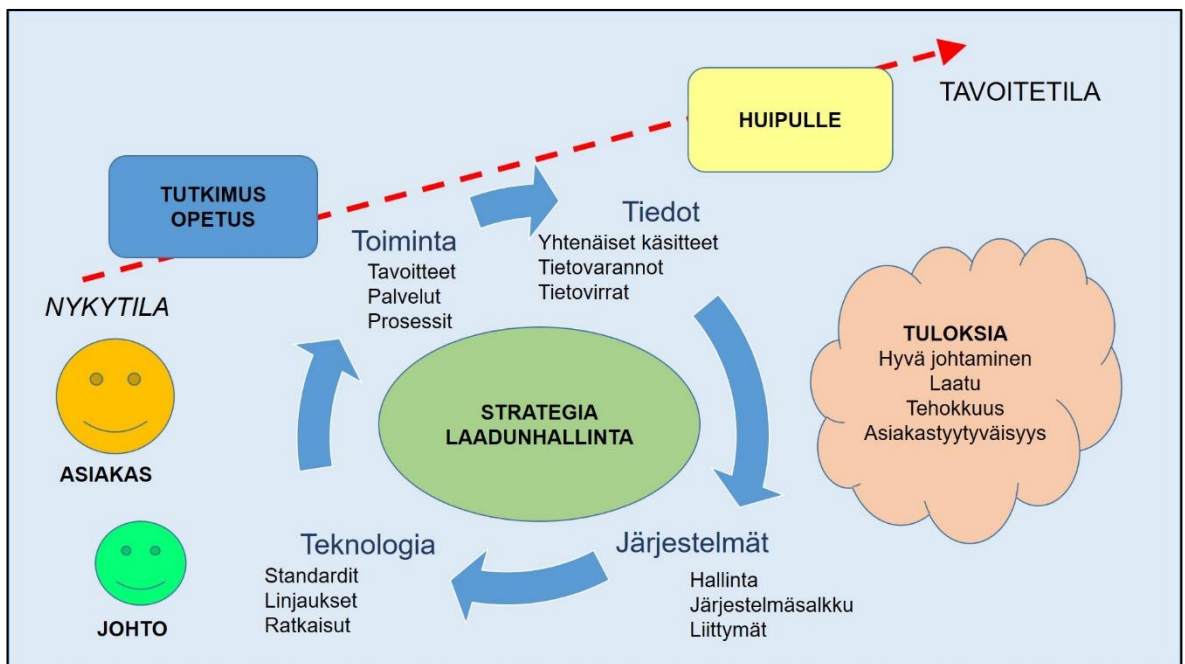 TAVOITETILA
HUIPULLE
TUTKIMUS
OPETUS
NYKYTILA
Toiminta
Tavoitteet
Palvelut
Prosessit
Tiedot
Yhtenäiset käsitteet
Tietovarannot
Tietovirrat
STRATEGIA
LAADUNHALLINTA
TULOKSIA
Hyvä johtaminen
Laatu
Tehokkuus
Asiakastyytyväisyys
ASIAKAS
JOHTO
Teknologia
Standardit
Linjaukset
Ratkaisut
Järjestelmät
Hallinta
Järjestelmäsalkku
Liittymät